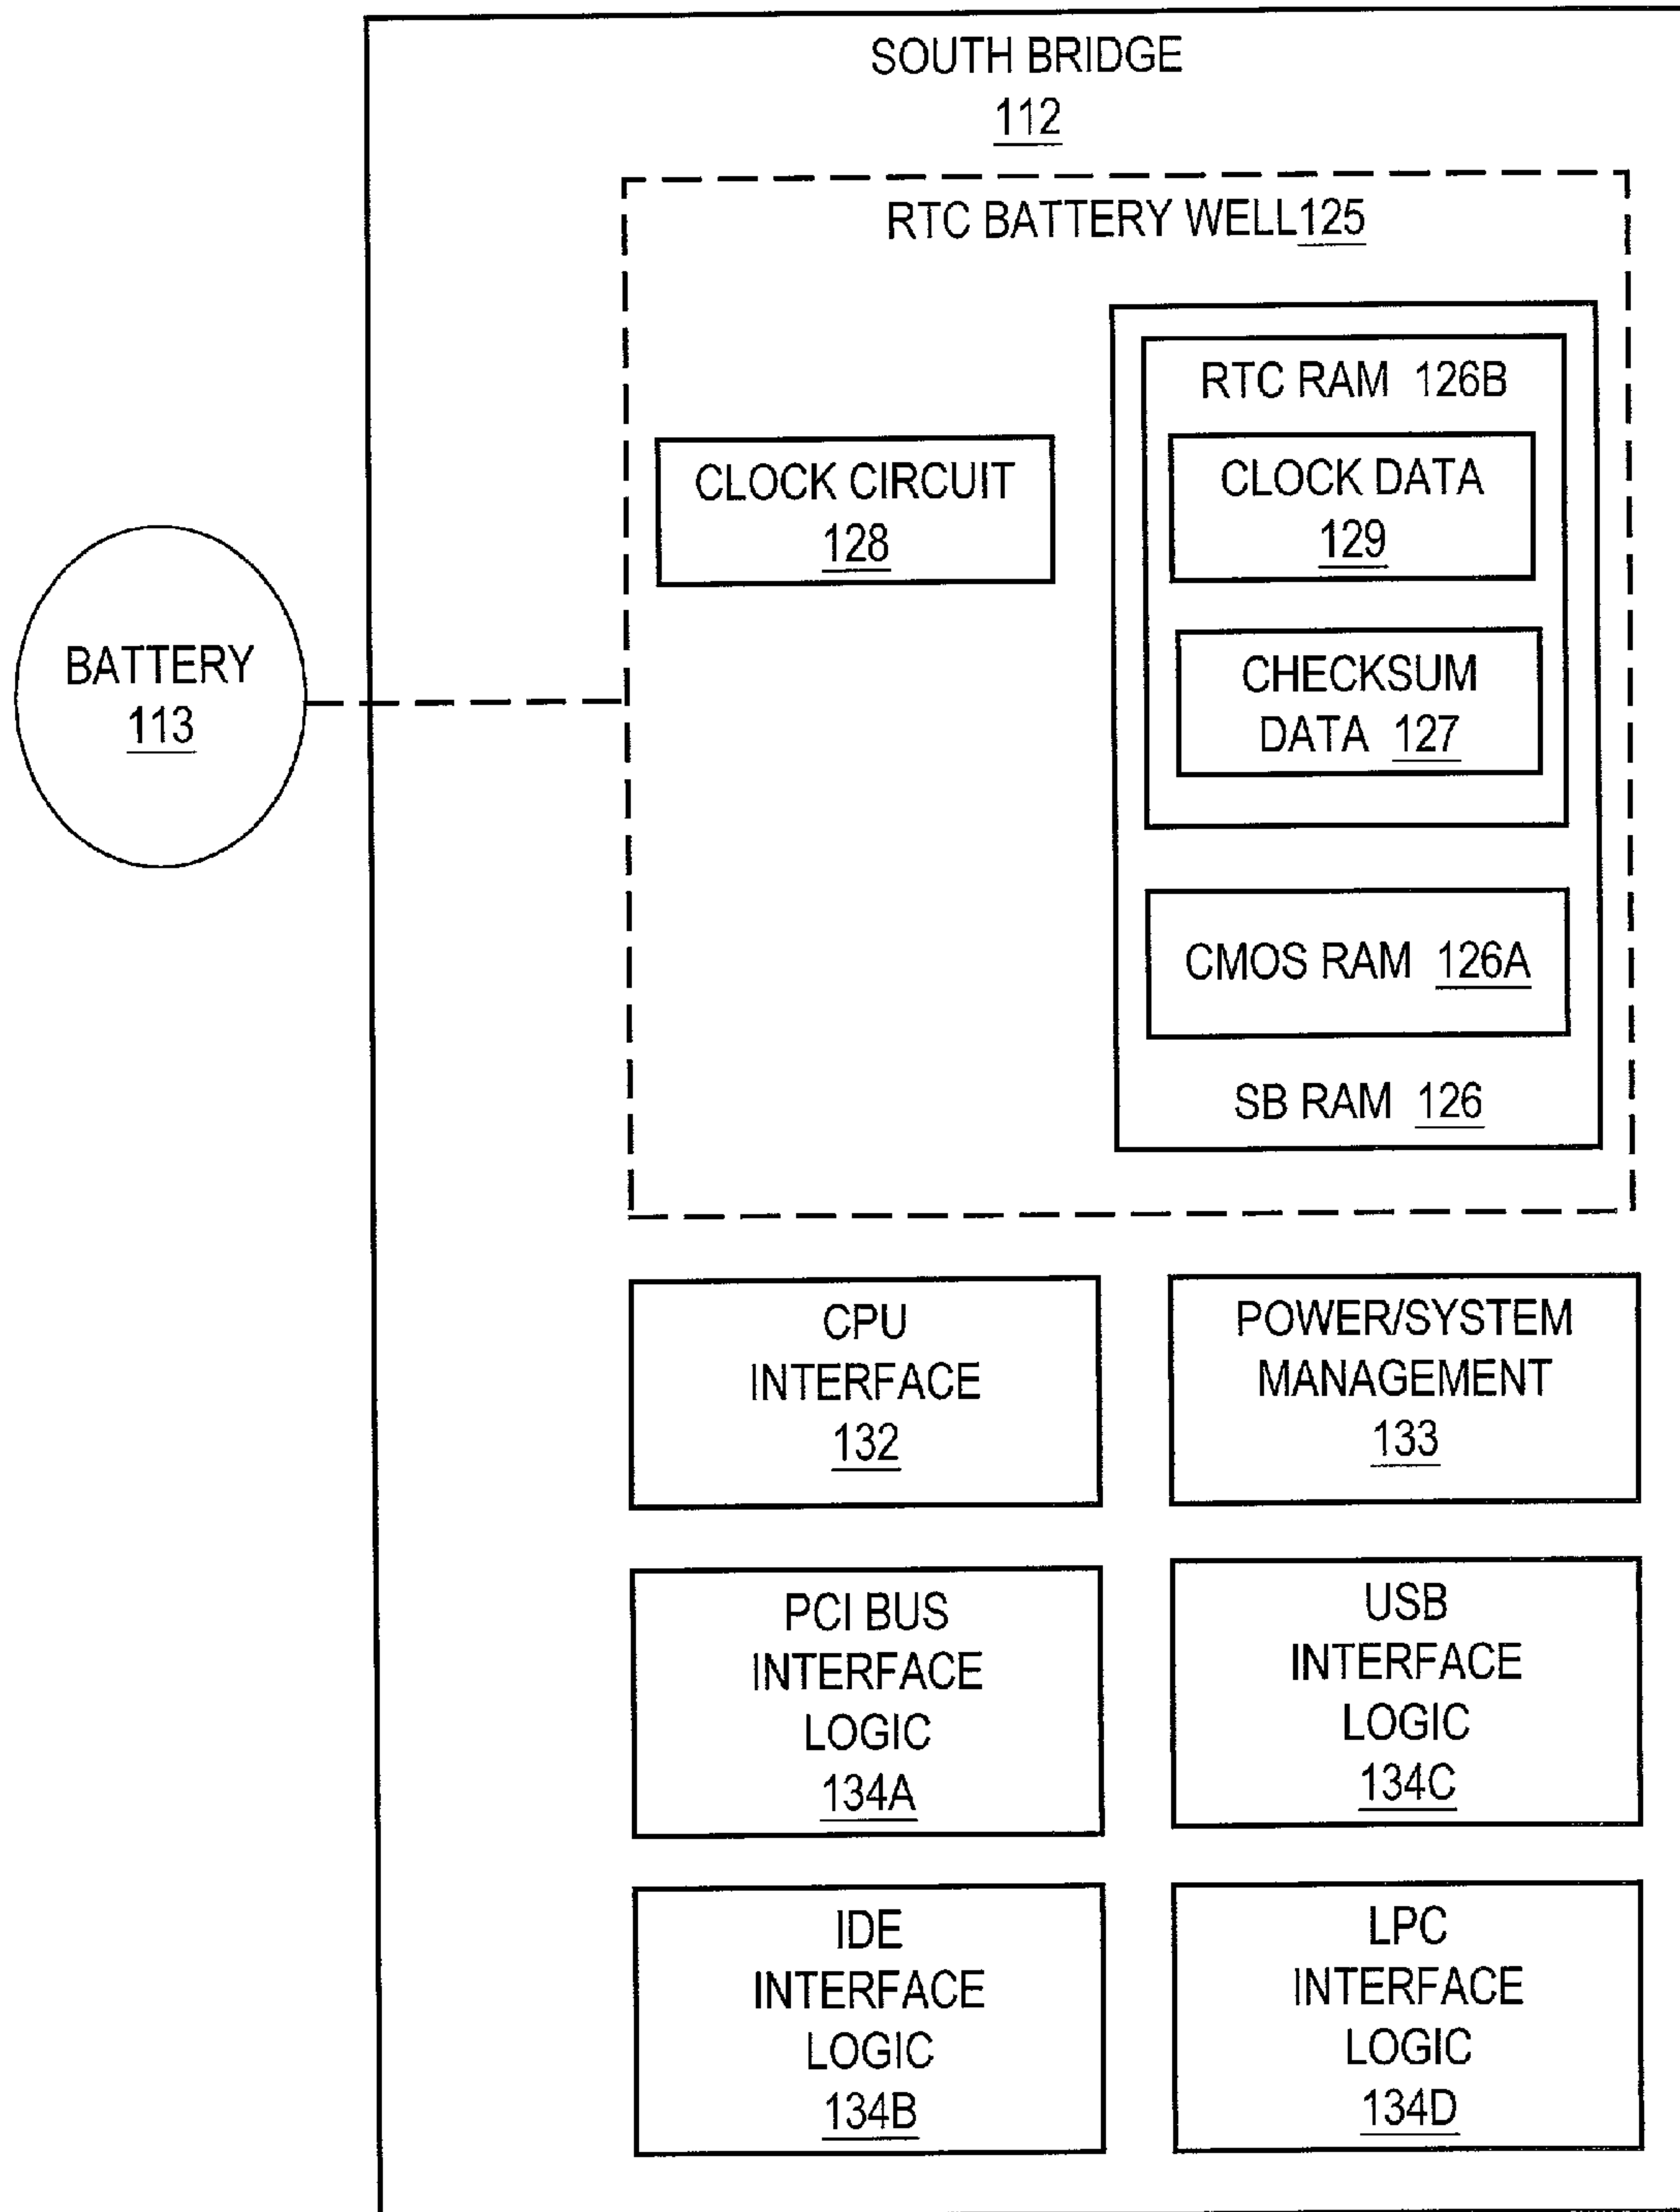 SOUTH BRIDGE
112
RTC BATTERY WELL125
RTC RAM 126B
CLOCK CIRCUIT
128
CLOCK DATA
129
BATTERY
113
CHECKSUM
DATA 127
CMOS RAM 126A
SB RAM 126
CPU
INTERFACE
132
POWER/SYSTEM
MANAGEMENT
133
PCI BUS
INTERFACE
LOGIC
134A
USB
INTERFACE
LOGIC
134C
IDE
INTERFACE
LOGIC
134B
LPC
INTERFACE
LOGIC
134D